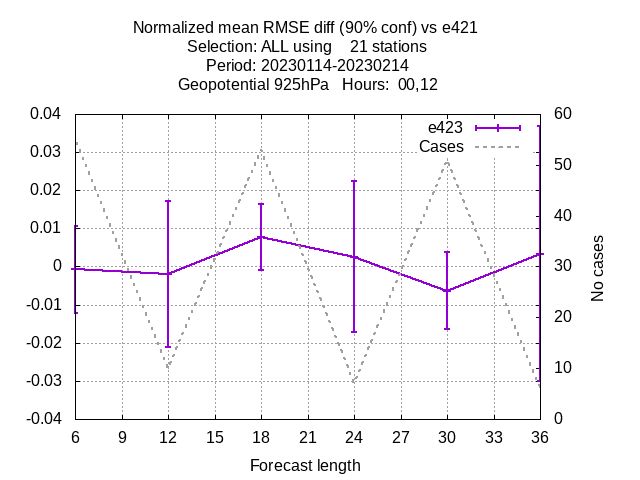 Normalized mean RMSE diff (90% conf) vs e421
Selection: ALL using    21 stations
Period: 20230114-20230214
Geopotential 925hPa   Hours:  00,12
e423
Cases
0.04
0.03
0.02
0.01
0
-0.01
-0.02
-0.03
-0.04
60
50
40
30
20
10
0
No cases
6 9 12 15 18 21 24 27 30 33 36
Forecast length